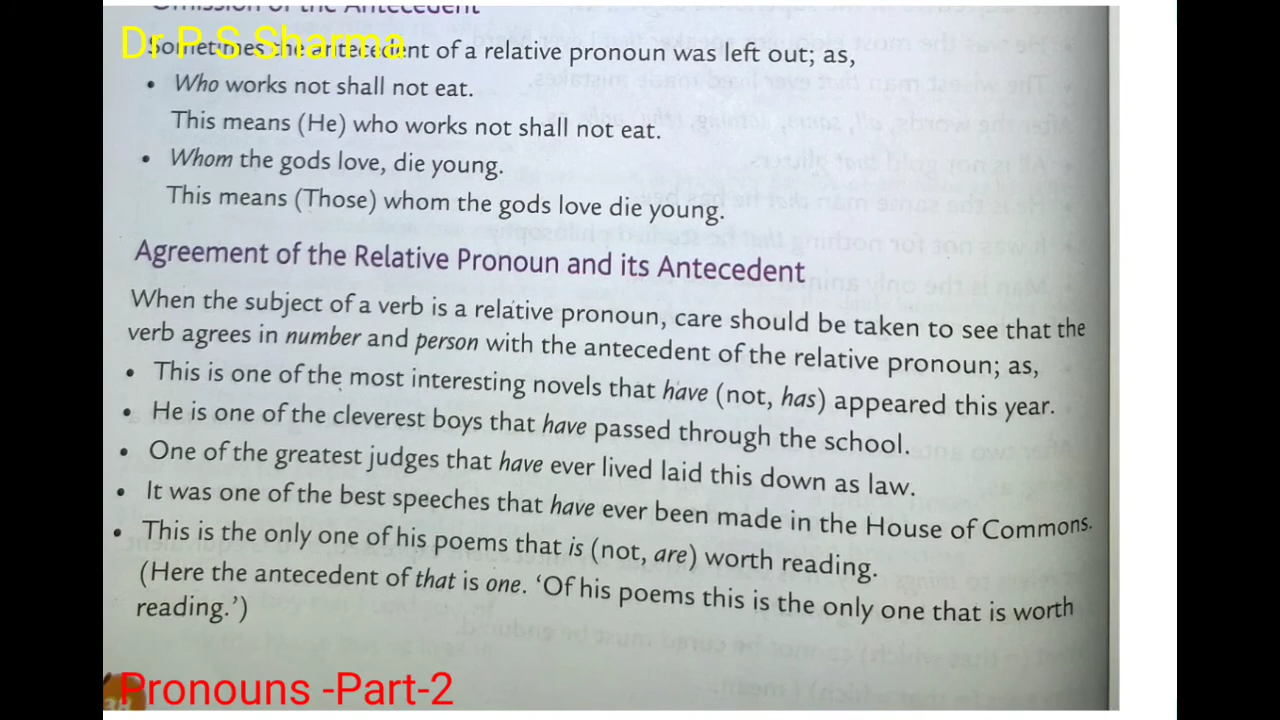 Omission of the Antecedent
Dr P S Sharma
Sometimes the antecedent of a relative pronoun was left out; as,
• Who works not shall not eat.
This means (He) who works not shall not eat.
• Whom the gods love, die young.
This means (Those) whom the gods love die young.
Agreement of the Relative Pronoun and its Antecedent
When the subject of a verb is a relative pronoun, care should be taken to see that the
verb agrees in number and person with the antecedent of the relative pronoun; as,
• This is one of the most interesting novels that have (not, has) appeared this year.
• He is one of the cleverest boys that have passed through the school.
• One of the greatest judges that have ever lived laid this down as law.
• It was one of the best speeches that have ever been made in the House of Commons.
• This is the only one of his poems that is (not, are) worth reading.
(Here the antecedent of that is one. ‘Of his poems this is the only one that is worth
reading.’)
Pronouns -Part-2